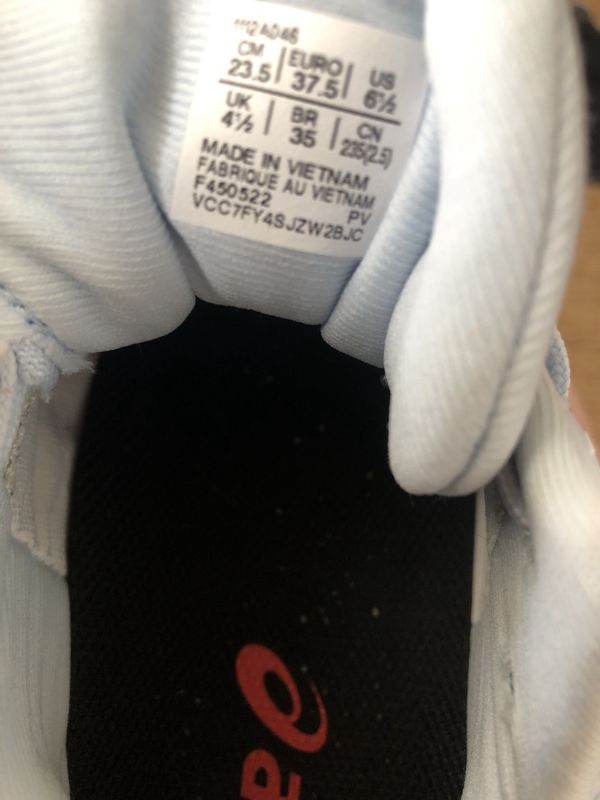 1112A046
CM EURO US
23.5 37.5 6½
UK BR CN
4½ 35 235(2.5)
MADE IN VIETNAM
FABRIQUE AU VIETNAM
F450522 PV
VCC7FY4SJZW2BJC
a